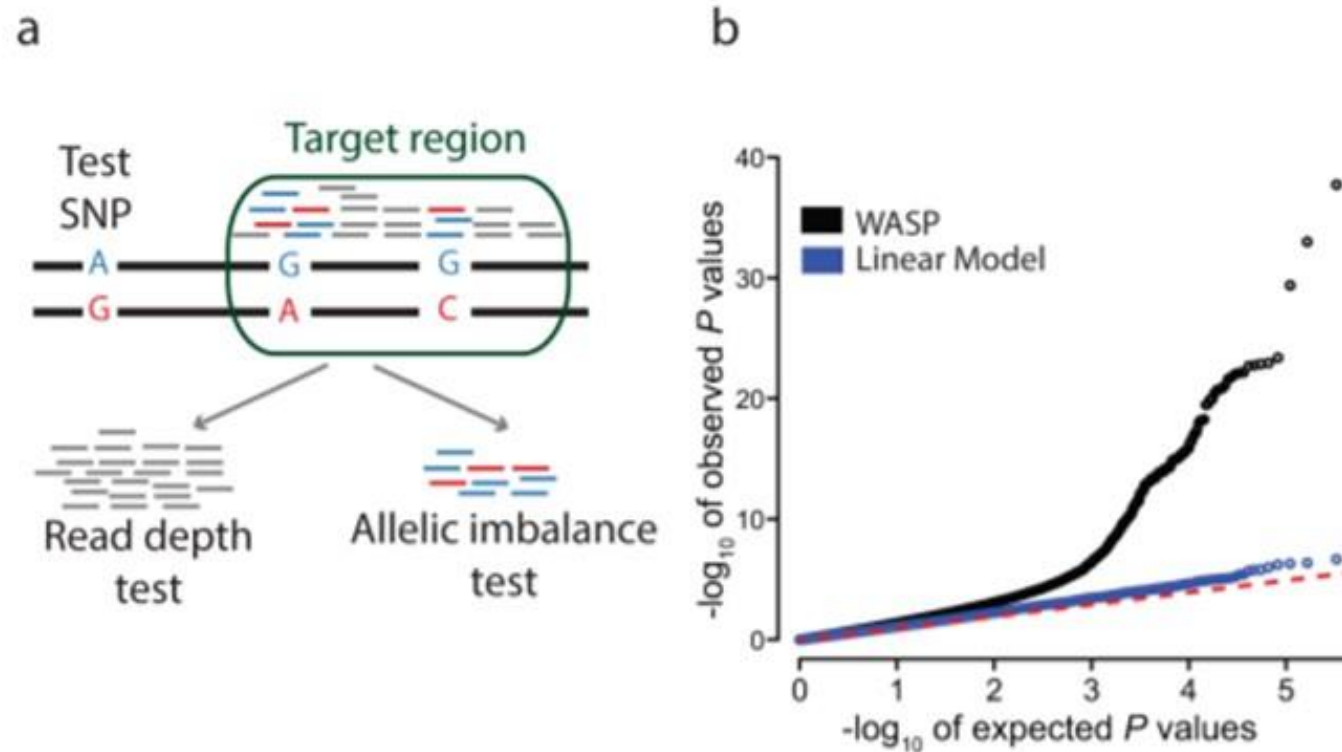 a
Test
SNP
Target region
A G G
G A C
Read depth
test
Allelic imbalance
test
b
-log₁₀ of observed P values
40
30
20
10
0
WASP
Linear Model
0 1 2 3 4 5
-log₁₀ of expected P values